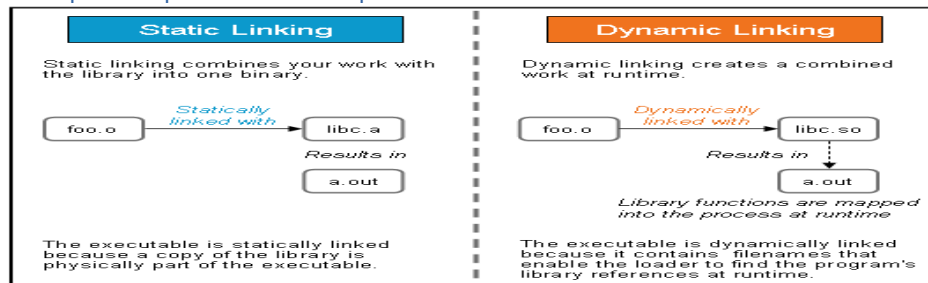 Static Linking
Static linking combines your work with
the library into one binary.
Statically
linked with
foo.o
libc.a
Results in
a.out
The executable is statically linked
because a copy of the library is
physically part of the executable.
Dynamic Linking
Dynamic linking creates a combined
work at runtime.
Dynamically
linked with
foo.o
libc.so
Results in
a.out
Library functions are mapped
into the process at runtime
The executable is dynamically linked
because it contains filenames that
enable the loader to find the program's
library references at runtime.